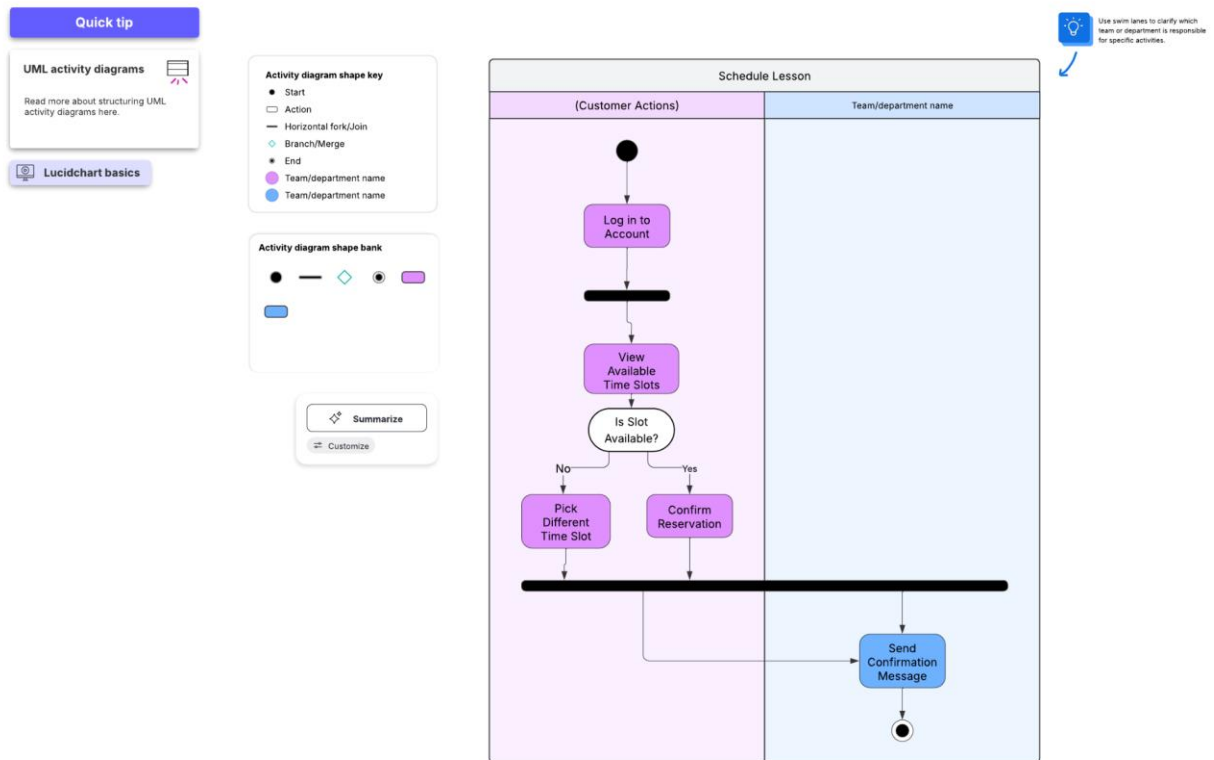 Quick tip
UML activity diagrams
Read more about structuring UML
activity diagrams here.
Lucidchart basics
Activity diagram shape key
Start
Action
Horizontal fork/Join
Branch/Merge
End
Team/department name
Team/department name
Activity diagram shape bank
Summarize
Customize
Schedule Lesson
(Customer Actions)
Team/department name
Log in to
Account
View
Available
Time Slots
Is Slot
Available?
No
Yes
Pick
Different
Time Slot
Confirm
Reservation
Send
Confirmation
Message
Use swim lanes to clarify which
team or department is responsible
for specific activities.